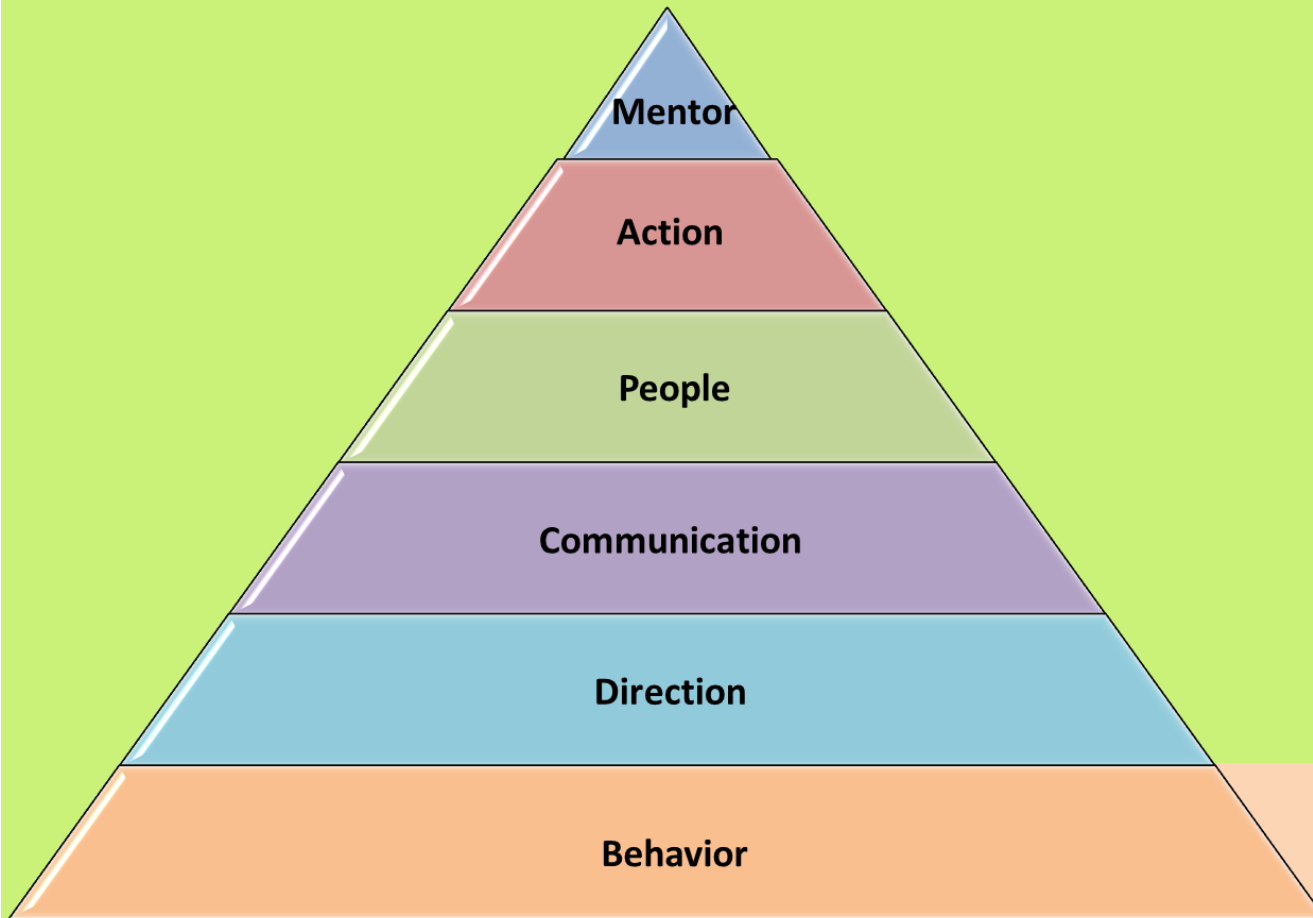 Mentor
Action
People
Communication
Direction
Behavior